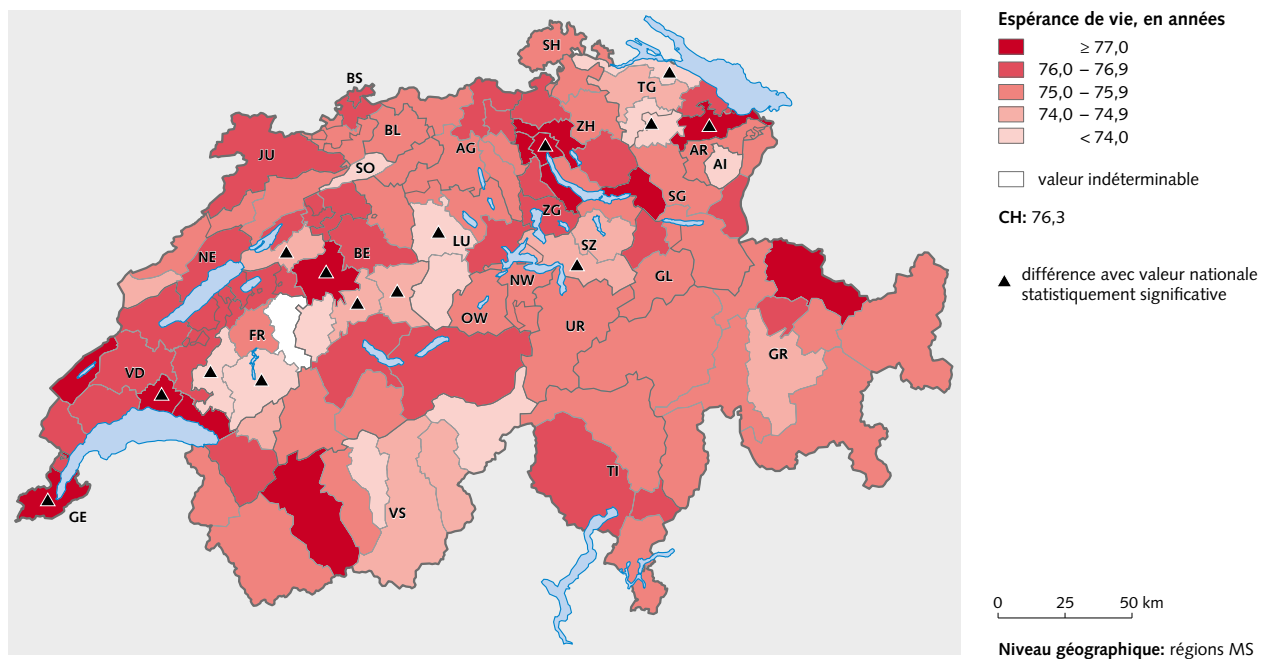 Espérance de vie, en années
≥ 77,0
76,0 – 76,9
75,0 – 75,9
74,0 – 74,9
< 74,0
valeur indéterminable
CH: 76,3
▲ différence avec valeur nationale
statistiquement significative
0 25 50 km
Niveau géographique: régions MS
SH
BS
TG
BL
ZH
JU
AG
AR
SO
AI
SG
ZG
LU
SZ
NE
BE
NW
GL
OW
UR
FR
GR
VD
TI
VS
GE